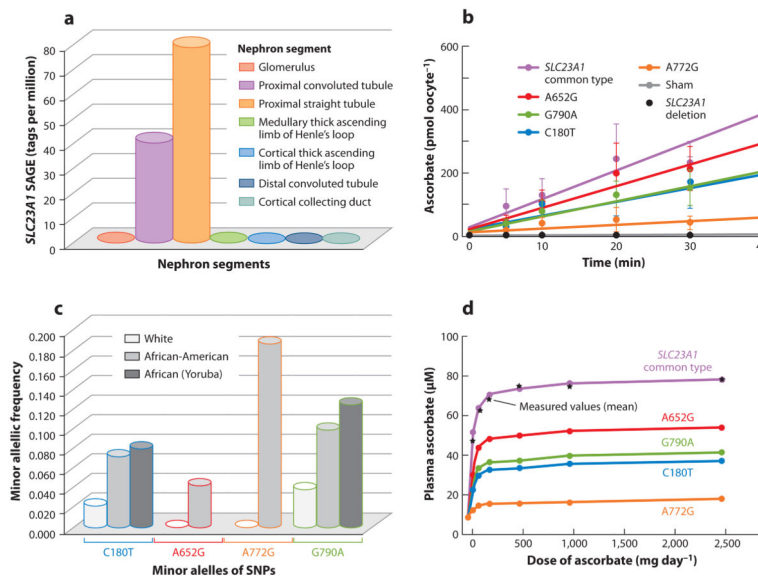 a
SLC23A1 SAGE (tags per million)
80
70
60
50
40
30
20
10
0
Nephron segments
Nephron segment
Glomerulus
Proximal convoluted tubule
Proximal straight tubule
Medullary thick ascending
limb of Henle's loop
Cortical thick ascending
limb of Henle's loop
Distal convoluted tubule
Cortical collecting duct
b
Ascorbate (pmol oocyte⁻¹)
600
400
200
0
0
10
20
30
4
Time (min)
SLC23A1
common type
A652G
G790A
C180T
A772G
Sham
SLC23A1
deletion
c
Minor allelic frequency
0.200
0.180
0.160
0.140
0.120
0.100
0.080
0.060
0.040
0.020
0.000
White
African-American
African (Yoruba)
C180T
A652G
A772G
G790A
Minor alelles of SNPs
d
Plasma ascorbate (μM)
100
80
60
40
20
0
SLC23A1
common type
Measured values (mean)
A652G
G790A
C180T
A772G
0
500
1,000
1,500
2,000
2,500
Dose of ascorbate (mg day⁻¹)